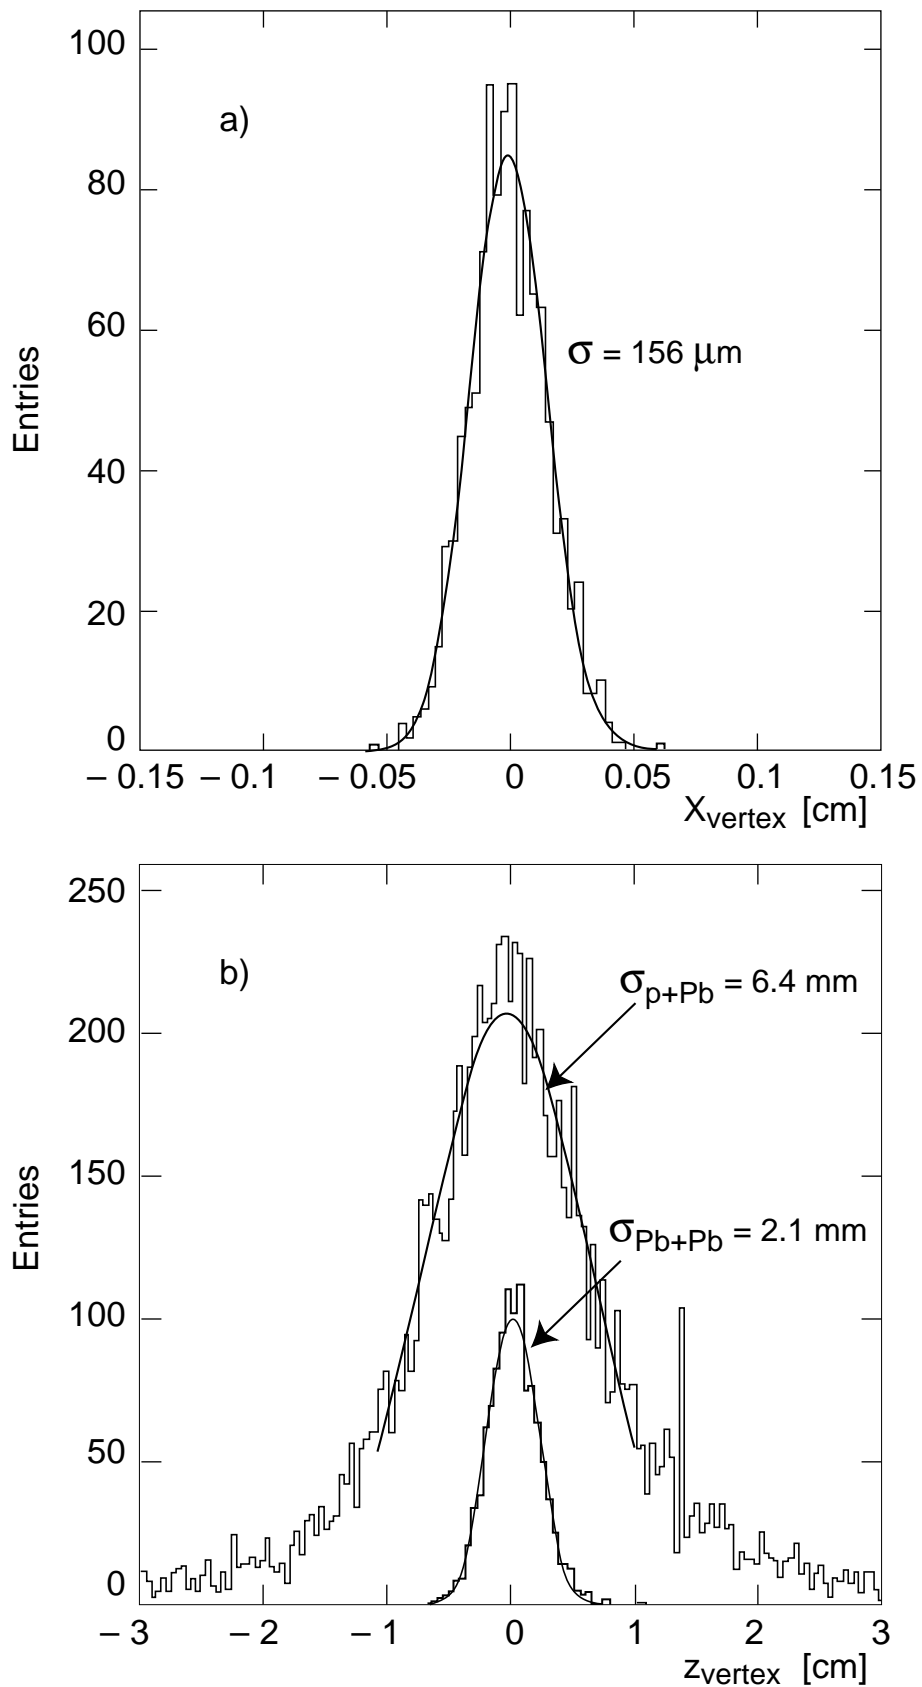 100
a)
80
60
σ = 156 μm
Entries
40
20
0
– 0.15 – 0.1 – 0.05 0 0.05 0.1 0.15
Xvertex [cm]
250
b)
σp+Pb = 6.4 mm
200
150
Entries
σPb+Pb = 2.1 mm
100
50
0
– 3 – 2 – 1 0 1 2 3
zvertex [cm]